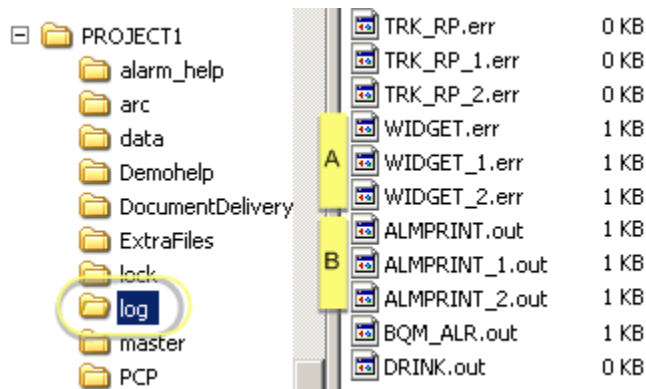 PROJECT1
alarm_help
arc
data
Demohelp
DocumentDelivery
ExtraFiles
lock
log
master
PCP
A
B
TRK_RP.err 0 KB
TRK_RP_1.err 0 KB
TRK_RP_2.err 0 KB
WIDGET.err 1 KB
WIDGET_1.err 1 KB
WIDGET_2.err 1 KB
ALMPRINT.out 1 KB
ALMPRINT_1.out 1 KB
ALMPRINT_2.out 1 KB
BQM_ALR.out 1 KB
DRINK.out 0 KB